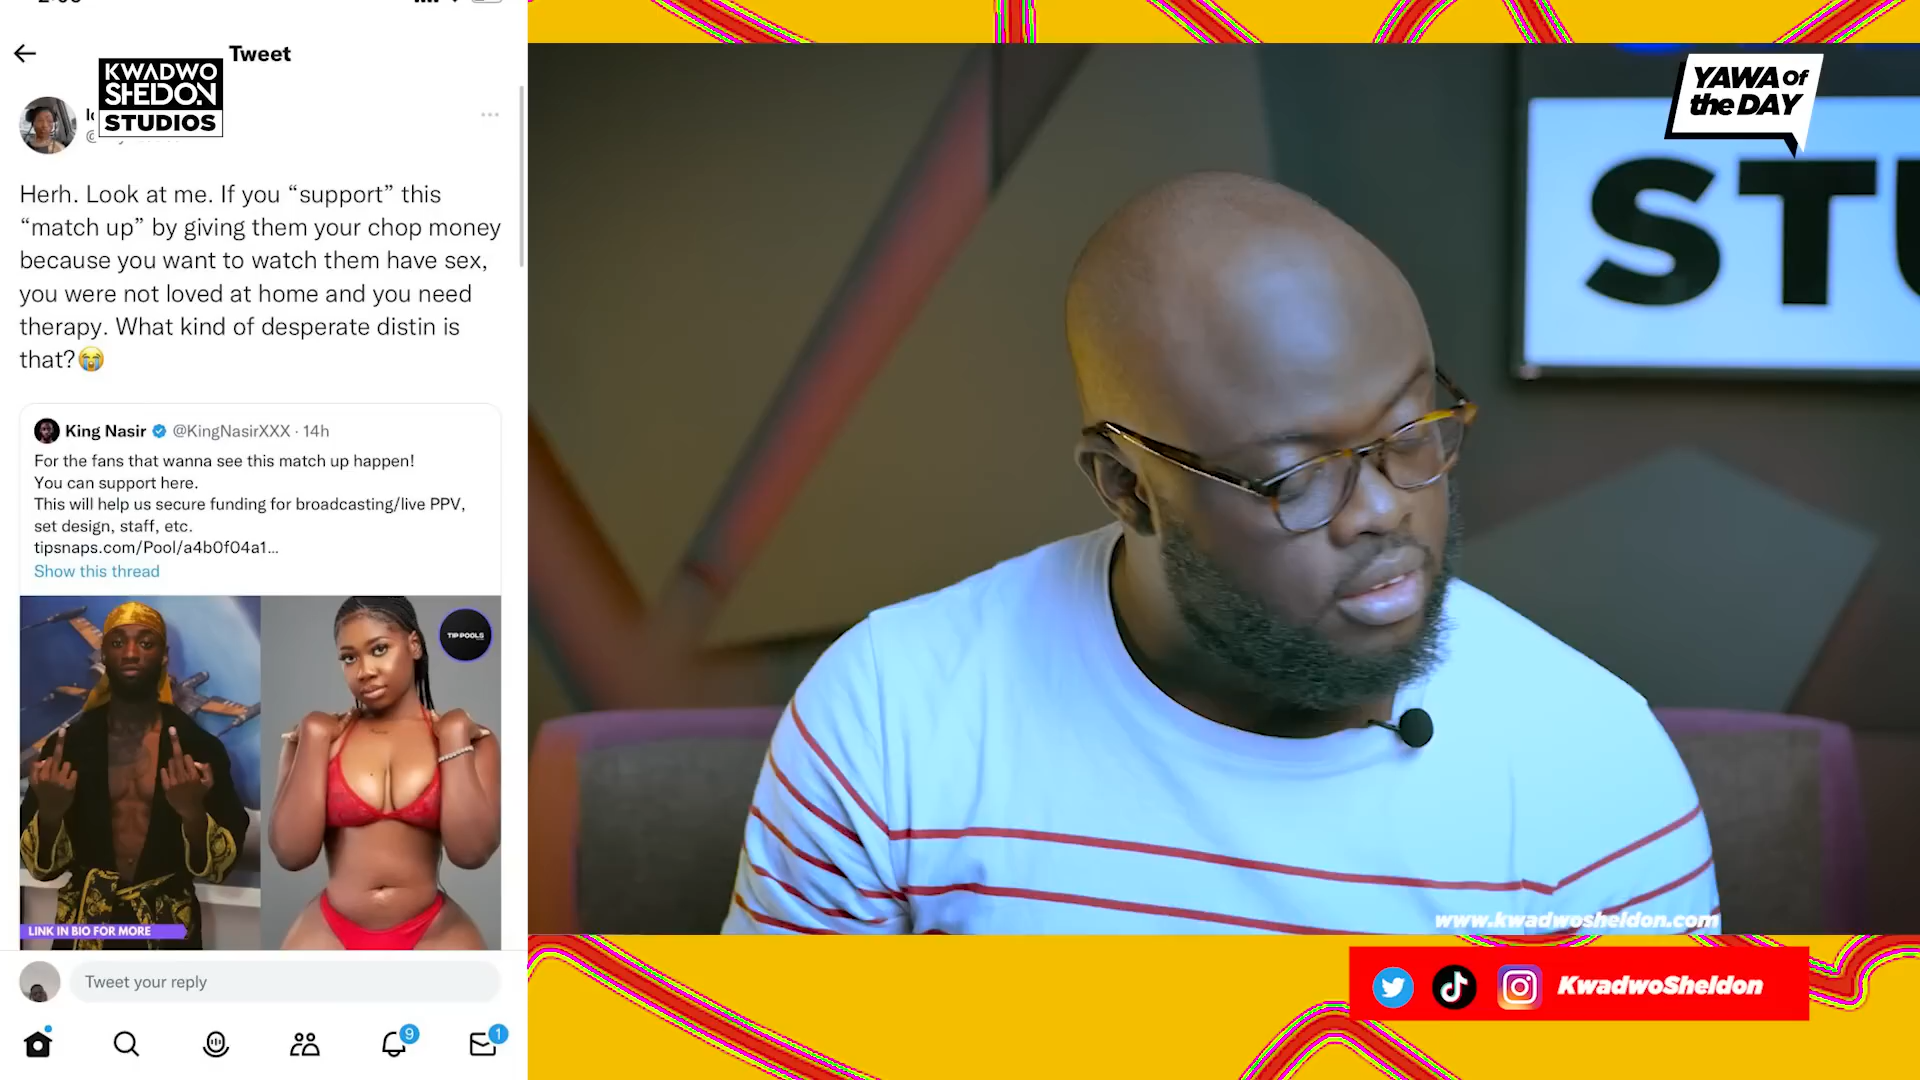 Tweet
KWADWO
SHELDON
STUDIOS
Herh. Look at me. If you “support” this
“match up” by giving them your chop money
because you want to watch them have sex,
you were not loved at home and you need
therapy. What kind of desperate distin is
that?😭
King Nasir @KingNasirXXX · 14h
For the fans that wanna see this match up happen!
You can support here.
This will help us secure funding for broadcasting/live PPV,
set design, staff, etc.
tipsnaps.com/Pool/a4b0f04a1...
Show this thread
TIP POOLS
LINK IN BIO FOR MORE
Tweet your reply
9
1
YAWA of
the DAY
STU
www.kwadwosheldon.com
KwadwoSheldon